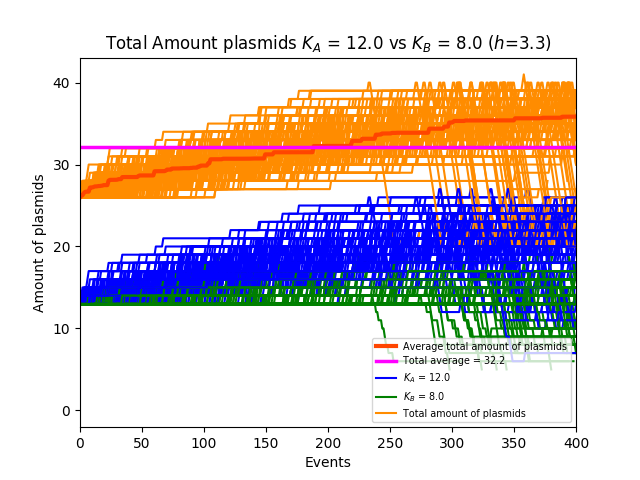 Total Amount plasmids K_A = 12.0 vs K_B = 8.0 (h=3.3)
Amount of plasmids
40
30
20
10
0
Average total amount of plasmids
Total average = 32.2
K_A = 12.0
K_B = 8.0
Total amount of plasmids
0 50 100 150 200 250 300 350 400
Events